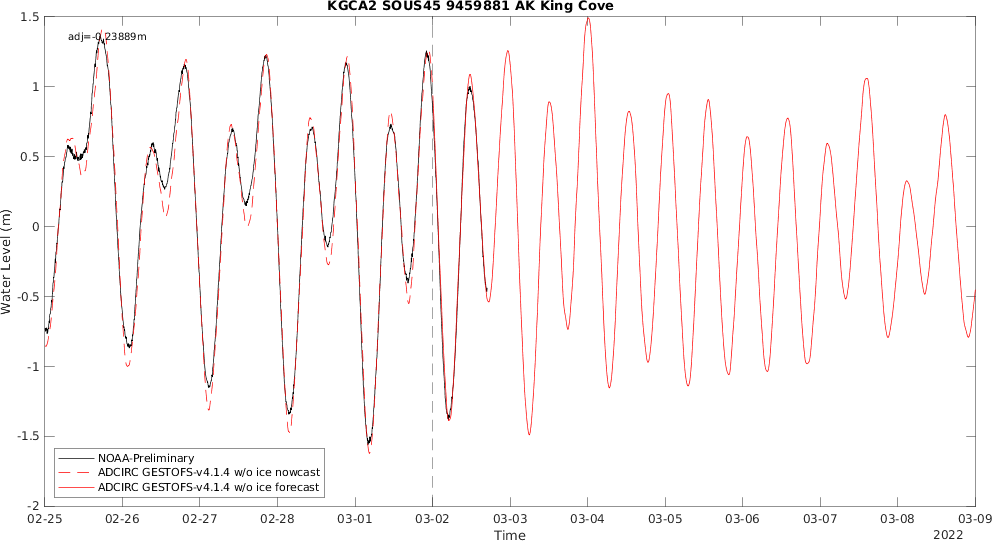 KGCA2 SOUS45 9459881 AK King Cove
adj=-0.23889m
Water Level (m)
1.5
1
0.5
0
-0.5
-1
-1.5
-2
NOAA-Preliminary
ADCIRC GESTOFS-v4.1.4 w/o ice nowcast
ADCIRC GESTOFS-v4.1.4 w/o ice forecast
02-25 02-26 02-27 02-28 03-01 03-02 03-03 03-04 03-05 03-06 03-07 03-08 03-09
Time
2022